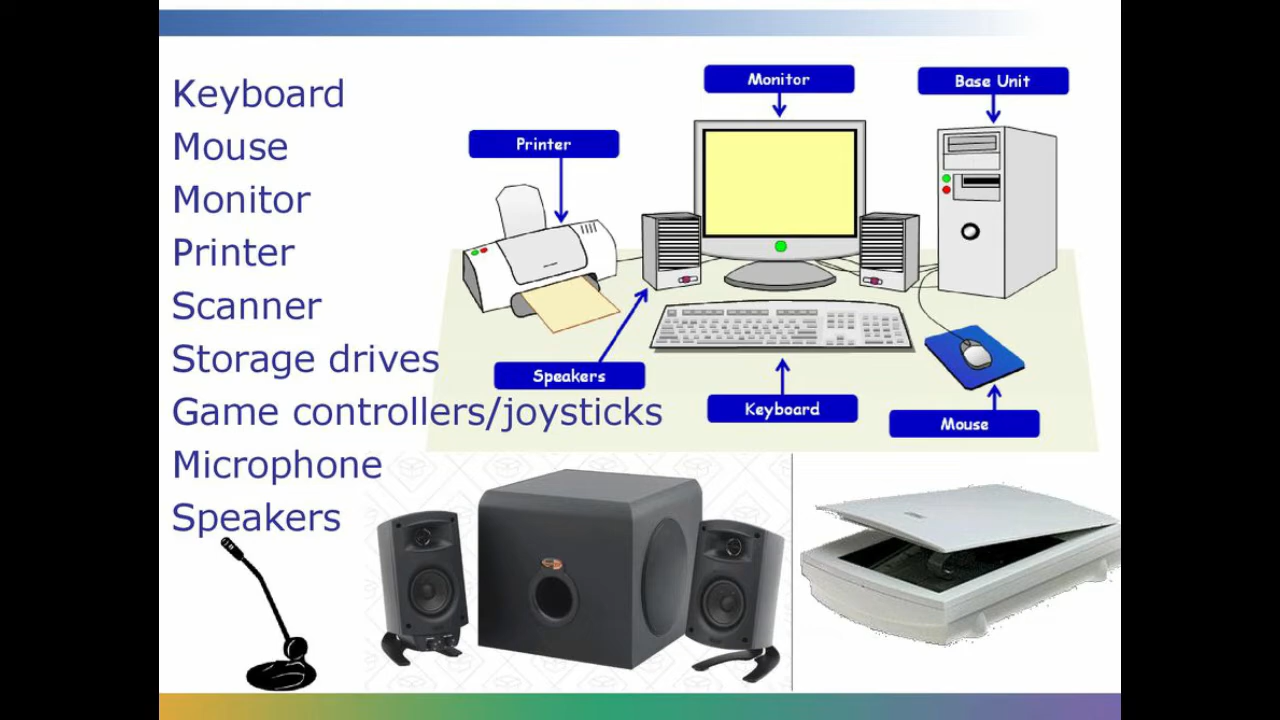 Keyboard
Mouse
Monitor
Printer
Scanner
Storage drives
Game controllers/joysticks
Microphone
Speakers
Monitor
Base Unit
Printer
Speakers
Keyboard
Mouse